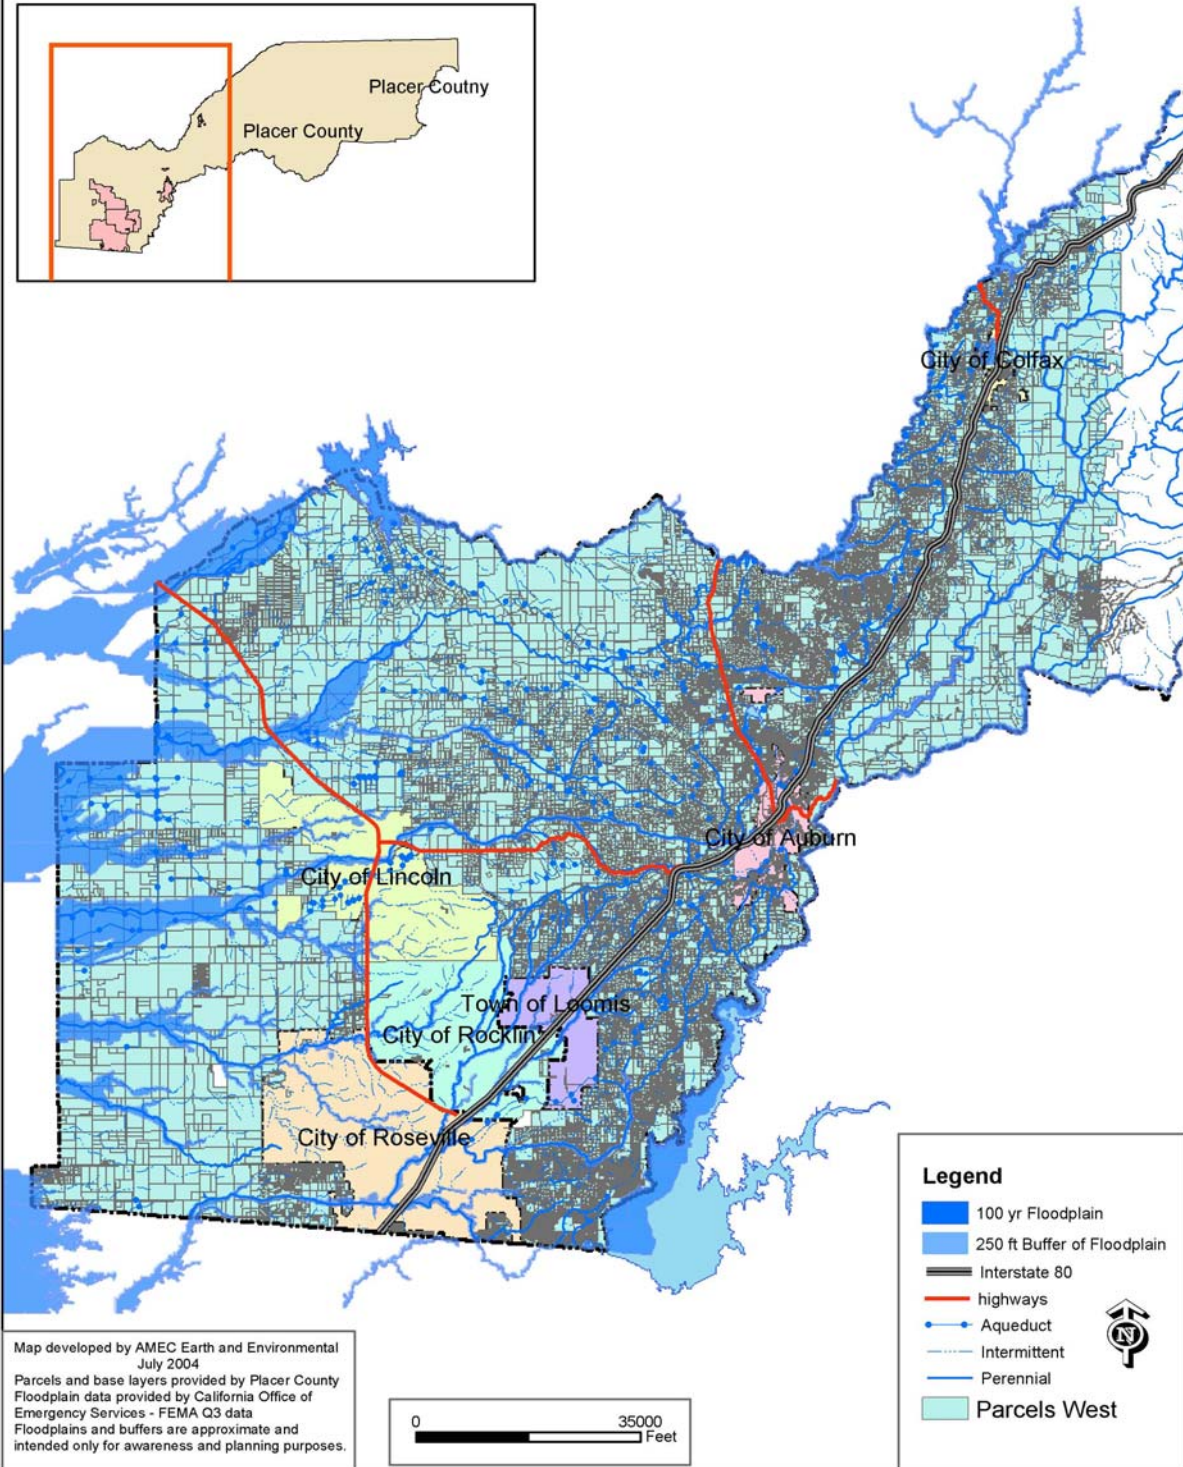 Placer Coutny
Placer County
City of Colfax
City of Auburn
City of Lincoln
Town of Loomis
City of Rocklin
City of Roseville
Legend
100 yr Floodplain
250 ft Buffer of Floodplain
Interstate 80
highways
Aqueduct
Intermittent
Perennial
Parcels West
N
Map developed by AMEC Earth and Environmental
July 2004
Parcels and base layers provided by Placer County
Floodplain data provided by California Office of
Emergency Services - FEMA Q3 data
Floodplains and buffers are approximate and
intended only for awareness and planning purposes.
0 35000
Feet